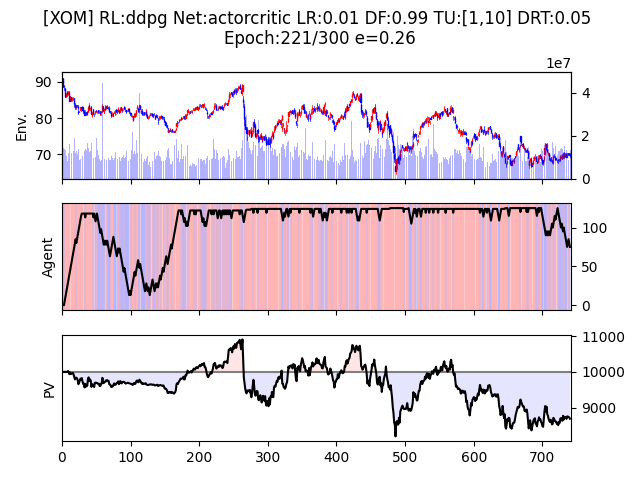 [XOM] RL:ddpg Net:actorcritic LR:0.01 DF:0.99 TU:[1,10] DRT:0.05
Epoch:221/300 e=0.26
1e7
90
80
70
Env.
4
2
0
Agent
100
50
0
PV
11000
10000
9000
0 100 200 300 400 500 600 700